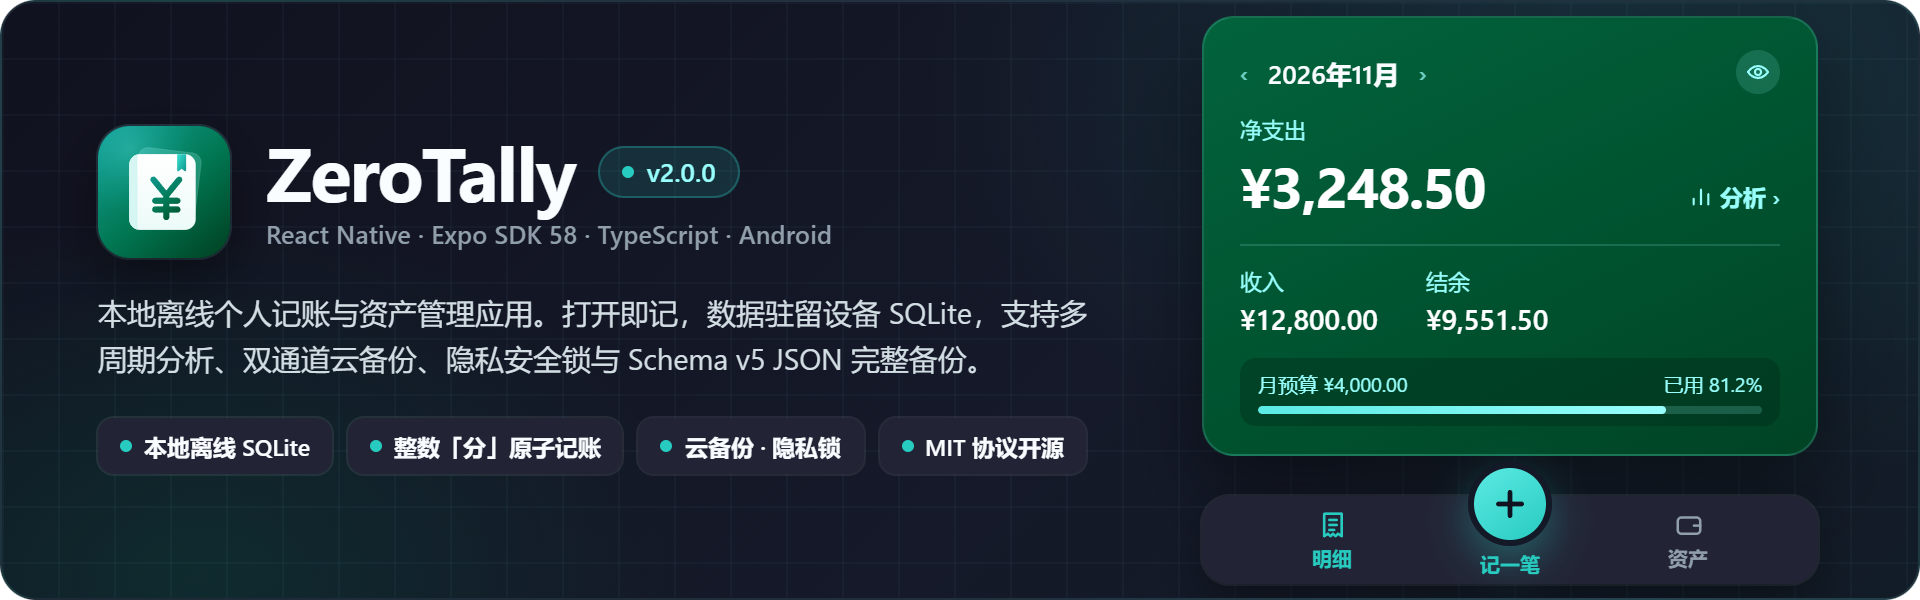 ZeroTally
v2.0.0
React Native · Expo SDK 58 · TypeScript · Android
本地离线个人记账与资产管理应用。打开即记，数据驻留设备 SQLite，支持多
周期分析、双通道云备份、隐私安全锁与 Schema v5 JSON 完整备份。
本地离线 SQLite
整数「分」原子记账
云备份 · 隐私锁
MIT 协议开源
‹ 2026年11月 ›
净支出
¥3,248.50
分析 ›
收入
结余
¥12,800.00
¥9,551.50
月预算 ¥4,000.00
已用 81.2%
明细
记一笔
资产